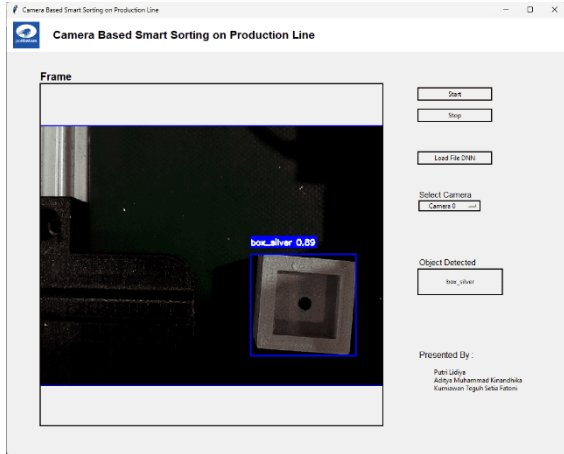 Camera Based Smart Sorting on Production Line
Camera Based Smart Sorting on Production Line
Frame
Start
Stop
Load File DNN
Select Camera
Camera 0
box_silver 0.89
Object Detected
box_silver
Presented By :
Putri Lidiya
Aditya Muhammad Kinandhika
Kurniawan Teguh Setia Fatoni